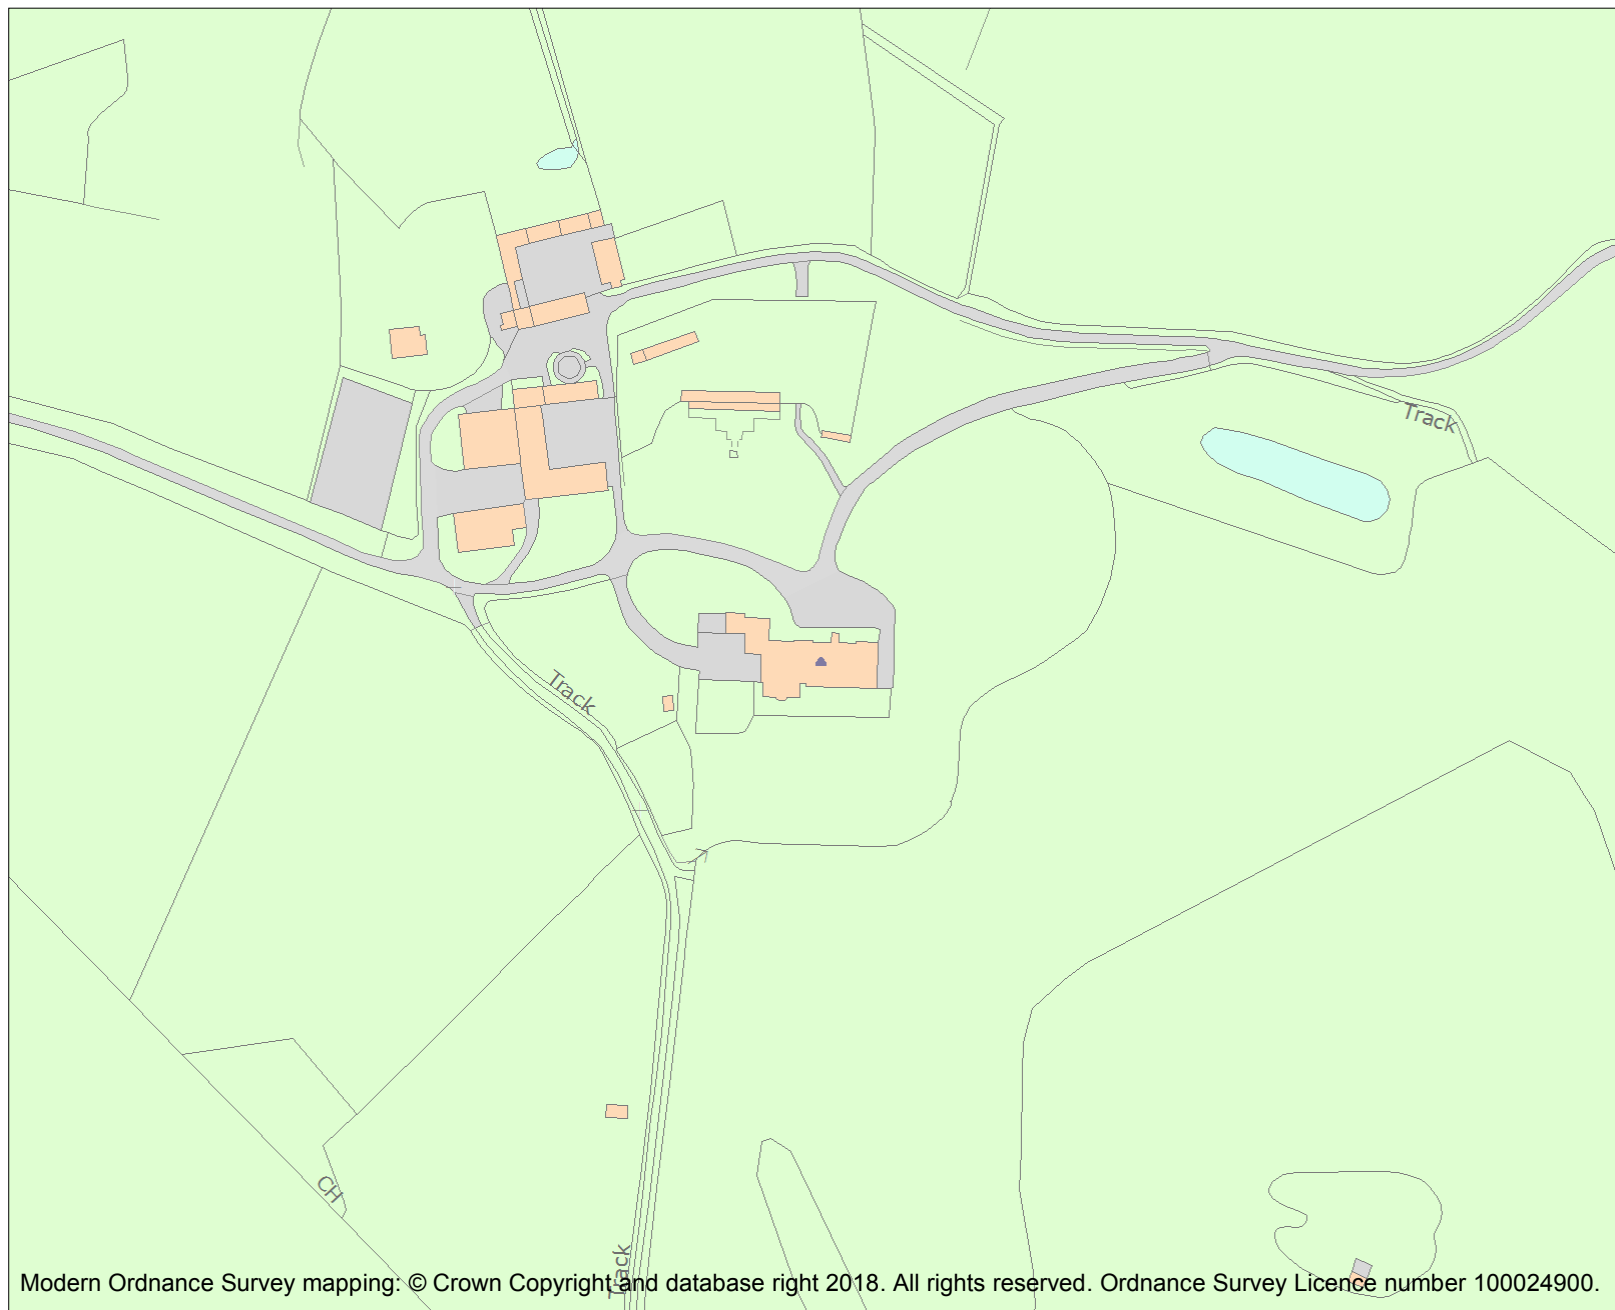 Track
Track
CH
Track
Modern Ordnance Survey mapping: © Crown Copyright and database right 2018. All rights reserved. Ordnance Survey Licence number 100024900.